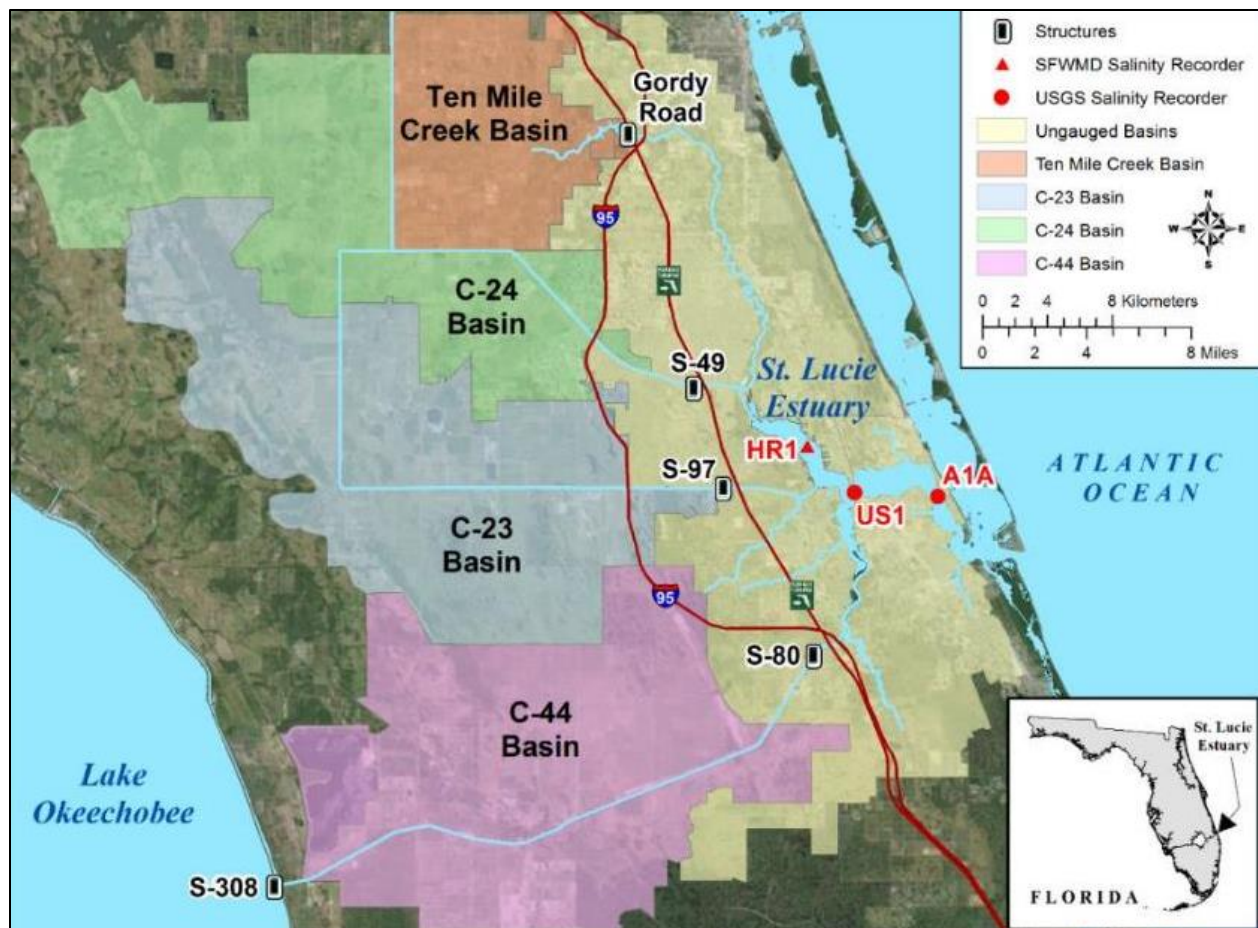 Ten Mile
Creek Basin
Gordy
Road
95
C-24
Basin
S-49
St. Lucie
Estuary
HR1
S-97
A1A
US1
ATLANTIC
OCEAN
C-23
Basin
95
S-80
C-44
Basin
Lake
Okeechobee
S-308
Structures
SFWMD Salinity Recorder
USGS Salinity Recorder
Ungauged Basins
Ten Mile Creek Basin
C-23 Basin
C-24 Basin
C-44 Basin
N
W E
S
0 2 4 8 Kilometers
0 2 4 8 Miles
St. Lucie
Estuary
FLORIDA